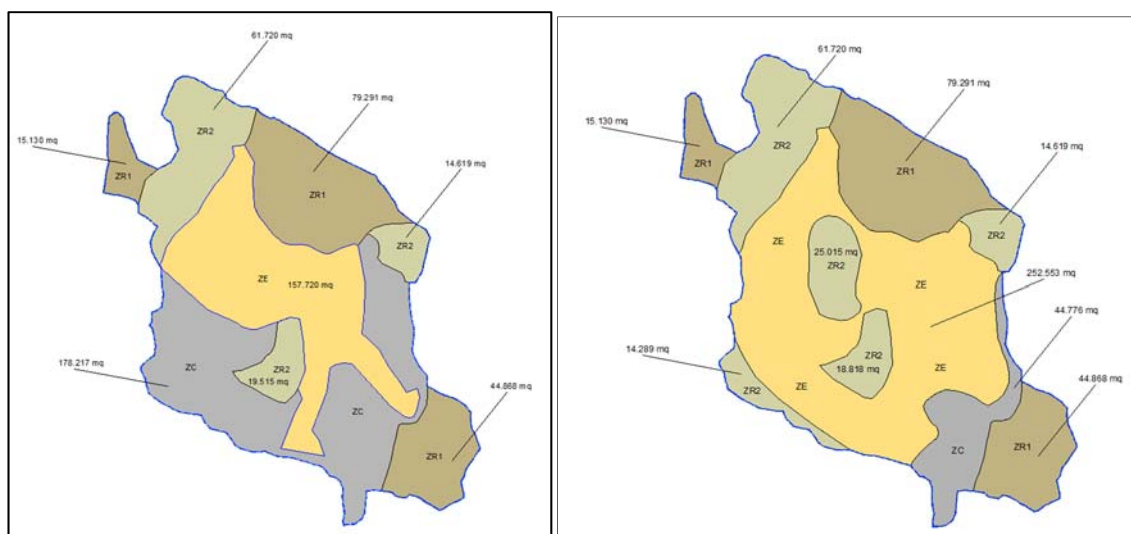 61.720 mq
79.291 mq
15.130 mq
ZR2
ZR1
14.619 mq
ZR1
ZR2
ZE
157.720 mq
178.217 mq
ZC
ZR2
19.515 mq
44.868 mq
ZC
ZR1
61.720 mq
79.291 mq
15.130 mq
ZR2
14.619 mq
ZR1
ZR1
ZR2
ZE
25.015 mq
ZR2
252.553 mq
ZE
44.776 mq
14.289 mq
ZR2
18.818 mq
ZE
44.868 mq
ZR2
ZE
ZC
ZR1